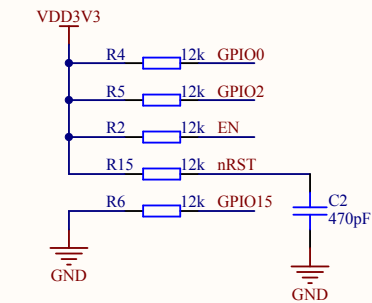 VDD3V3
R4 12k GPIO0
R5 12k GPIO2
R2 12k EN
R15 12k nRST
R6 12k GPIO15
C2
470pF
GND
GND